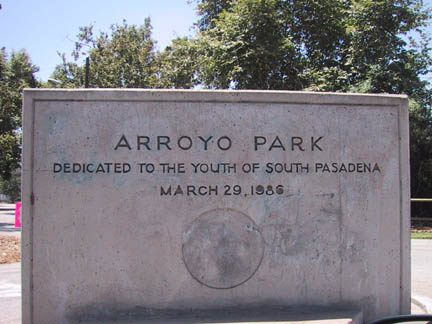 ARROYO PARK
DEDICATED TO THE YOUTH OF SOUTH PASADENA
MARCH 29, 1986